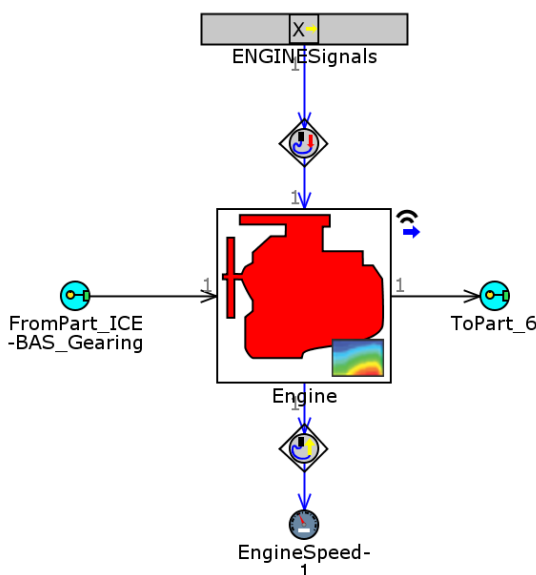 X
ENGINESignals
1
1
1
1
FromPart_ICE
-BAS_Gearing
ToPart_6
Engine
1
EngineSpeed-
1